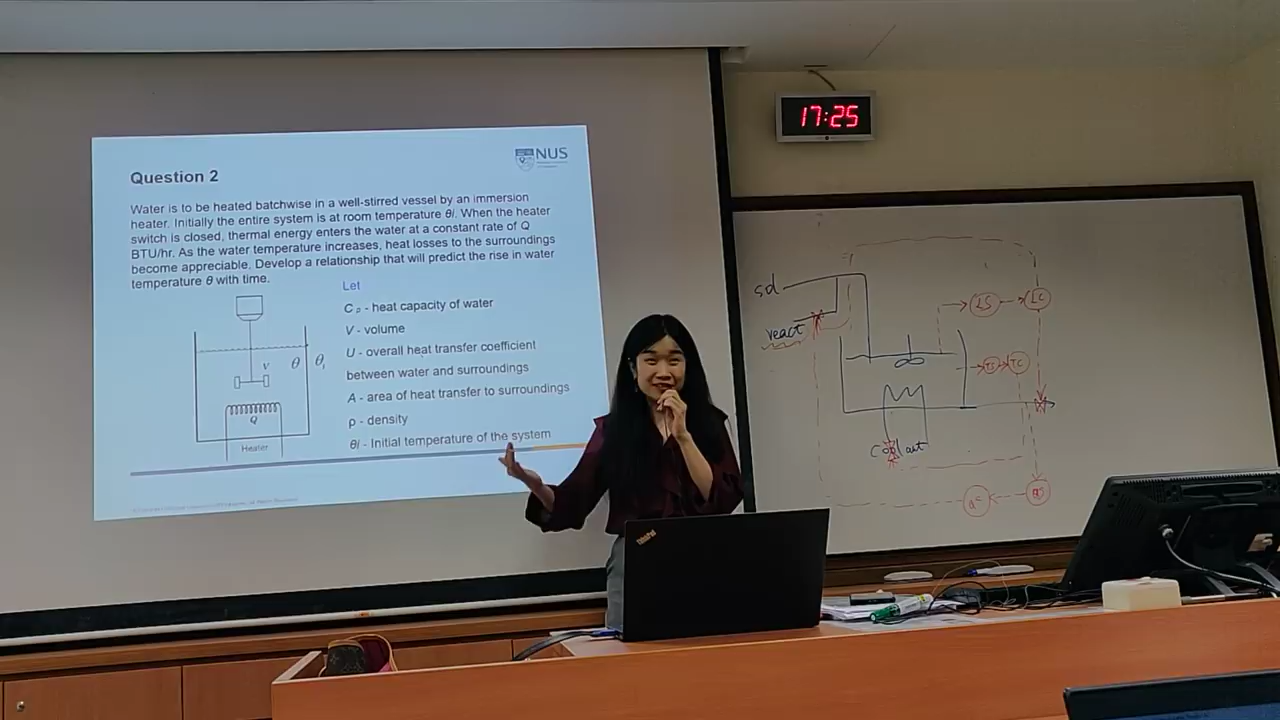 NUS
Question 2
Water is to be heated batchwise in a well-stirred vessel by an immersion
heater. Initially the entire system is at room temperature θi. When the heater
switch is closed, thermal energy enters the water at a constant rate of Q
BTU/hr. As the water temperature increases, heat losses to the surroundings
become appreciable. Develop a relationship that will predict the rise in water
temperature θ with time.
Let
C p - heat capacity of water
V - volume
U - overall heat transfer coefficient
between water and surroundings
A - area of heat transfer to surroundings
ρ - density
θi - Initial temperature of the system
V
θ
θi
Q
Heater
17:25
sd
react
LS
LC
TS
TC
coolant
ThinkPad